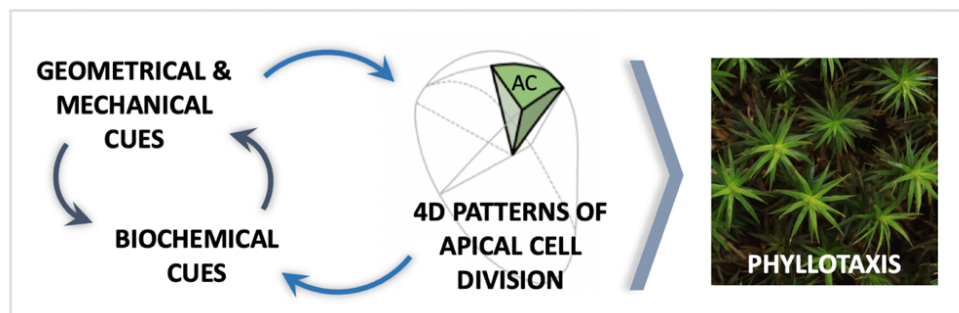 GEOMETRICAL &
MECHANICAL
CUES
BIOCHEMICAL
CUES
AC
4D PATTERNS OF
APICAL CELL
DIVISION
PHYLLOTAXIS